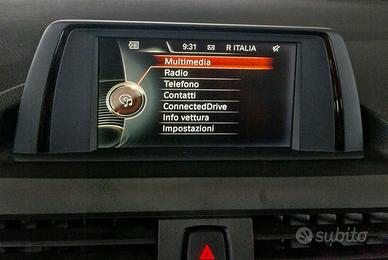 9:31 R ITALIA
Multimedia
Radio
Telefono
Contatti
ConnectedDrive
Info vettura
Impostazioni
subito